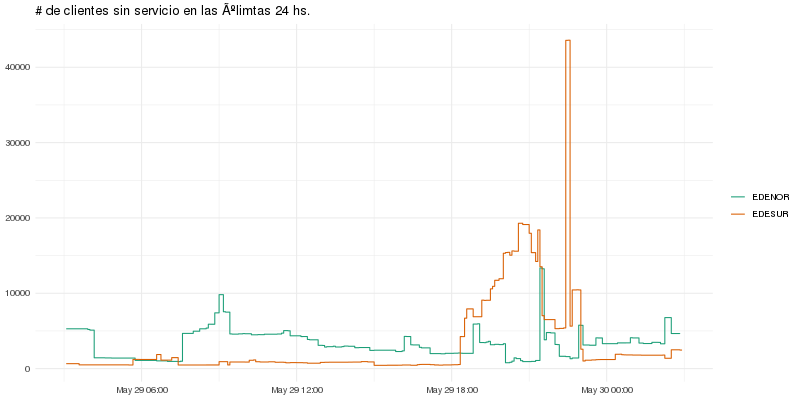 # de clientes sin servicio en las Ãºlimtas 24 hs.
40000
30000
20000
10000
0
May 29 06:00
May 29 12:00
May 29 18:00
May 30 00:00
EDENOR
EDESUR